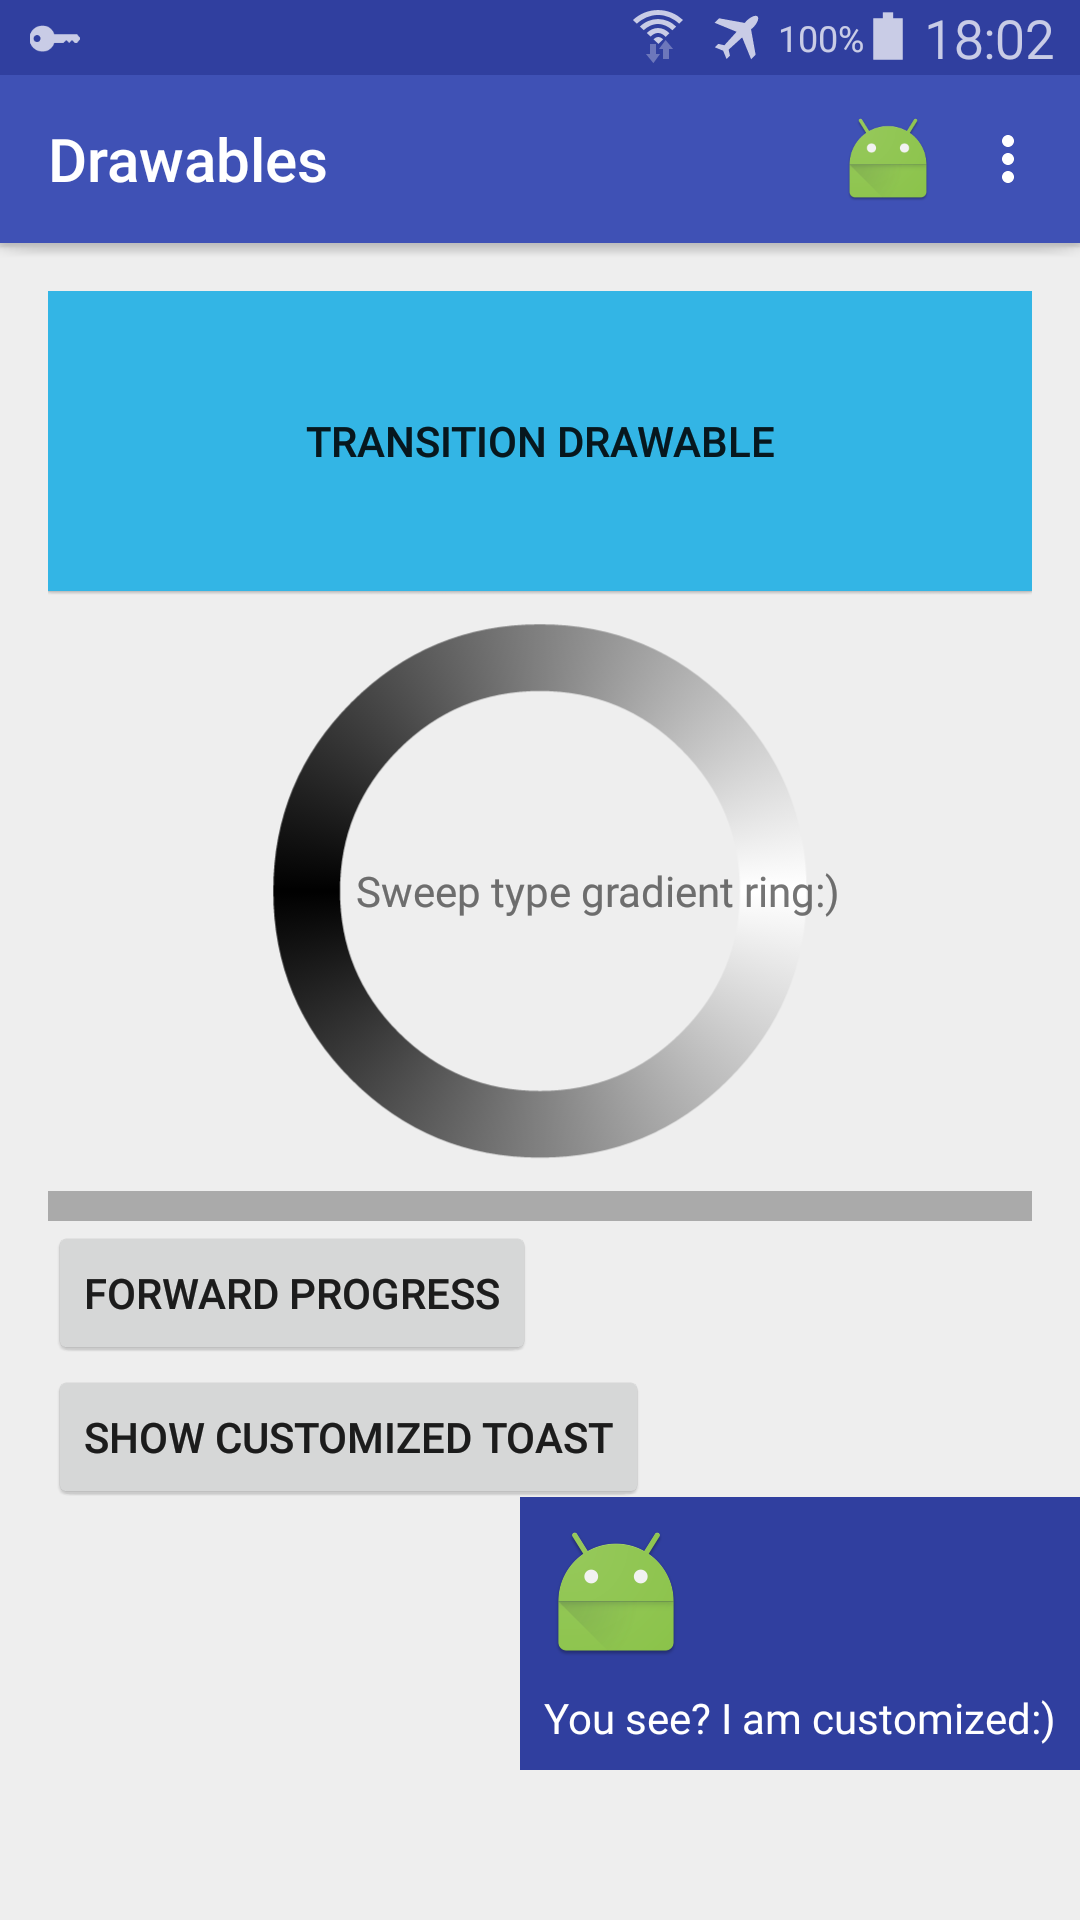 100% 18:02
Drawables
TRANSITION DRAWABLE
Sweep type gradient ring:)
FORWARD PROGRESS
SHOW CUSTOMIZED TOAST
You see? I am customized:)